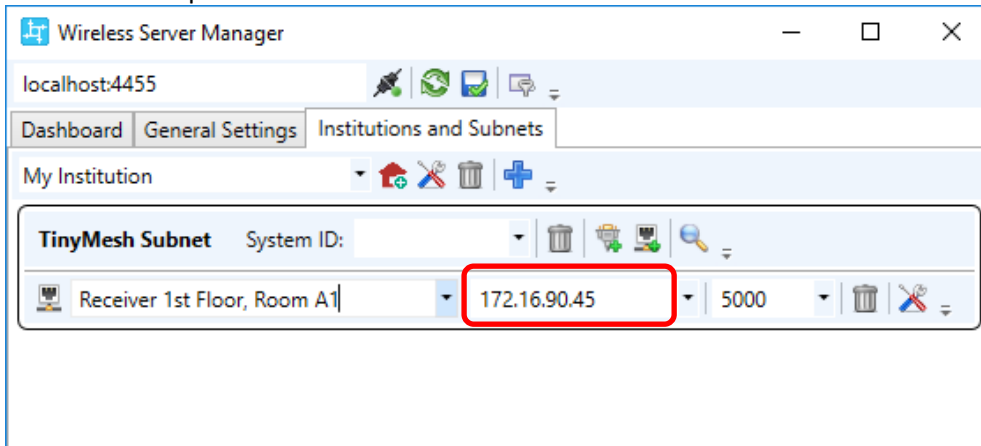 Wireless Server Manager
localhost:4455
Dashboard General Settings Institutions and Subnets
My Institution
TinyMesh Subnet System ID:
Receiver 1st Floor, Room A1 172.16.90.45 5000